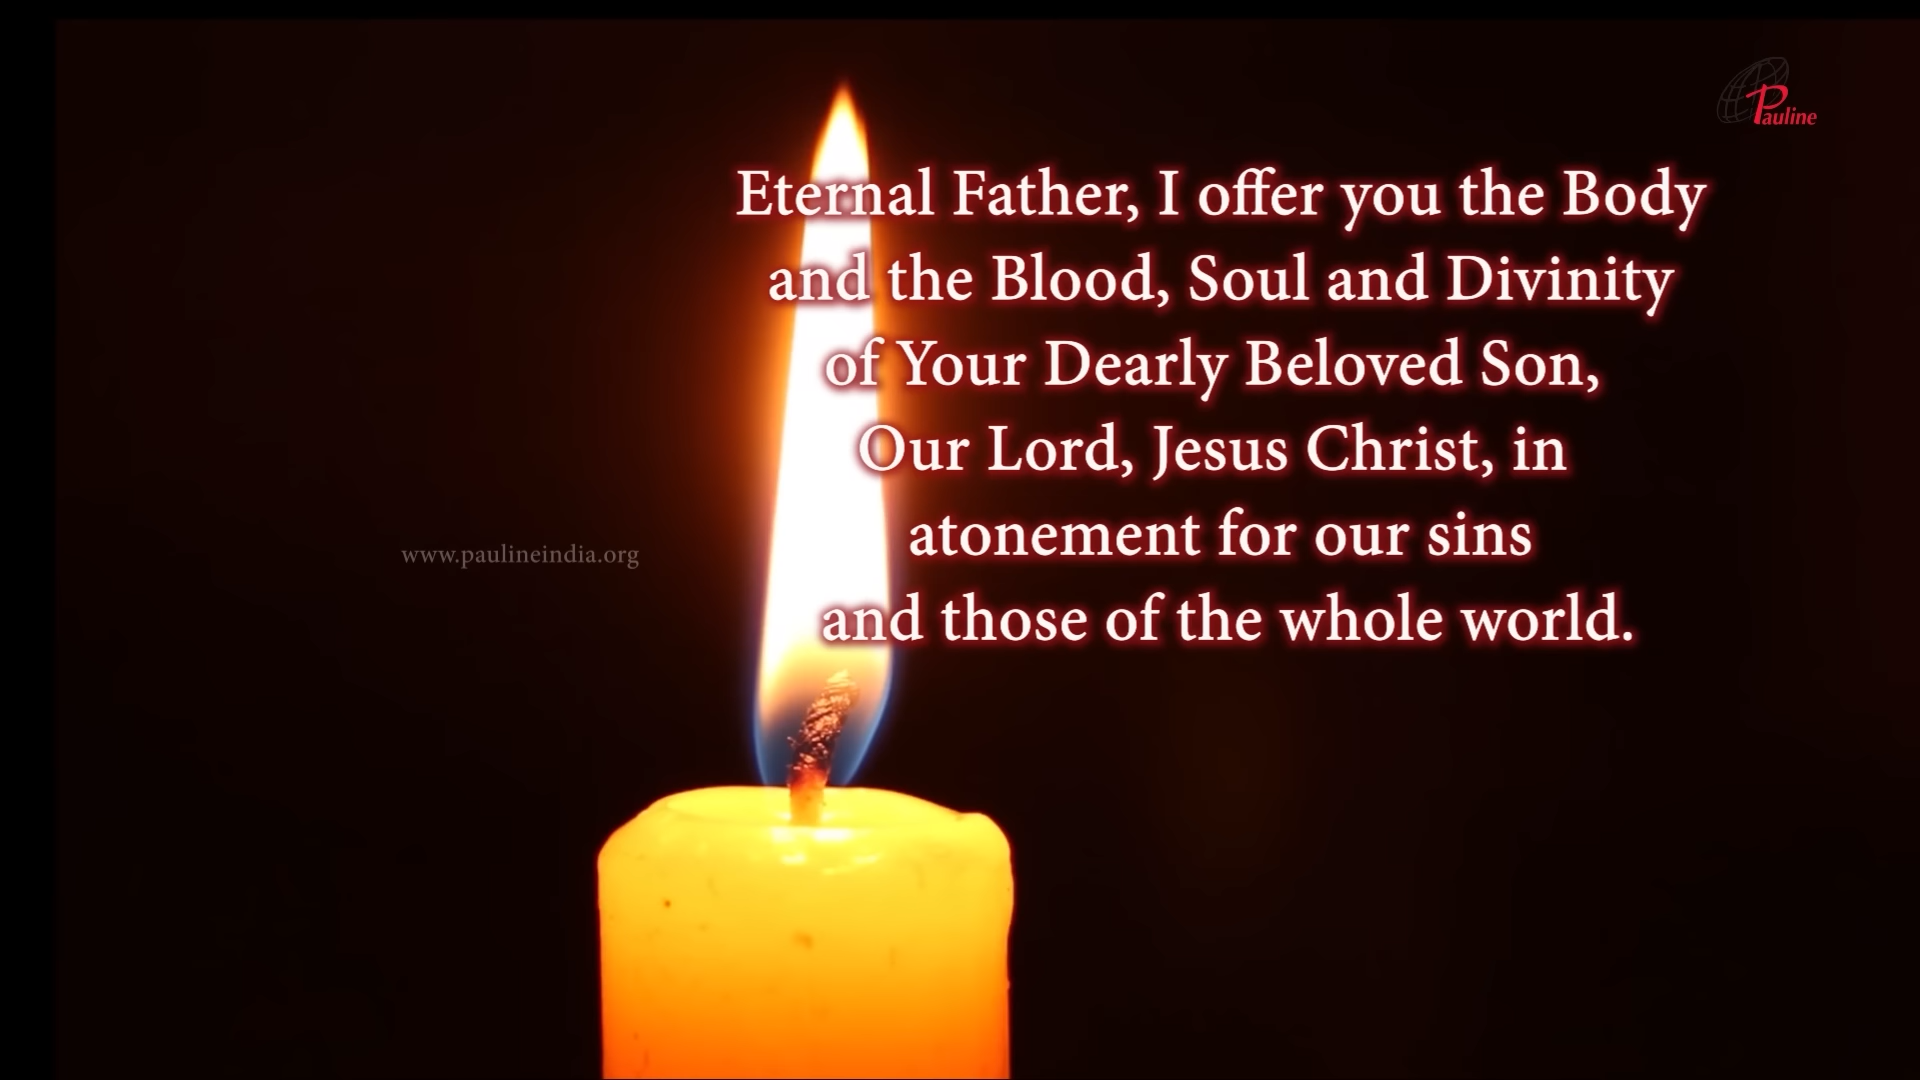 Pauline
Eternal Father, I offer you the Body
and the Blood, Soul and Divinity
of Your Dearly Beloved Son,
Our Lord, Jesus Christ, in
atonement for our sins
and those of the whole world.
www.paulineindia.org